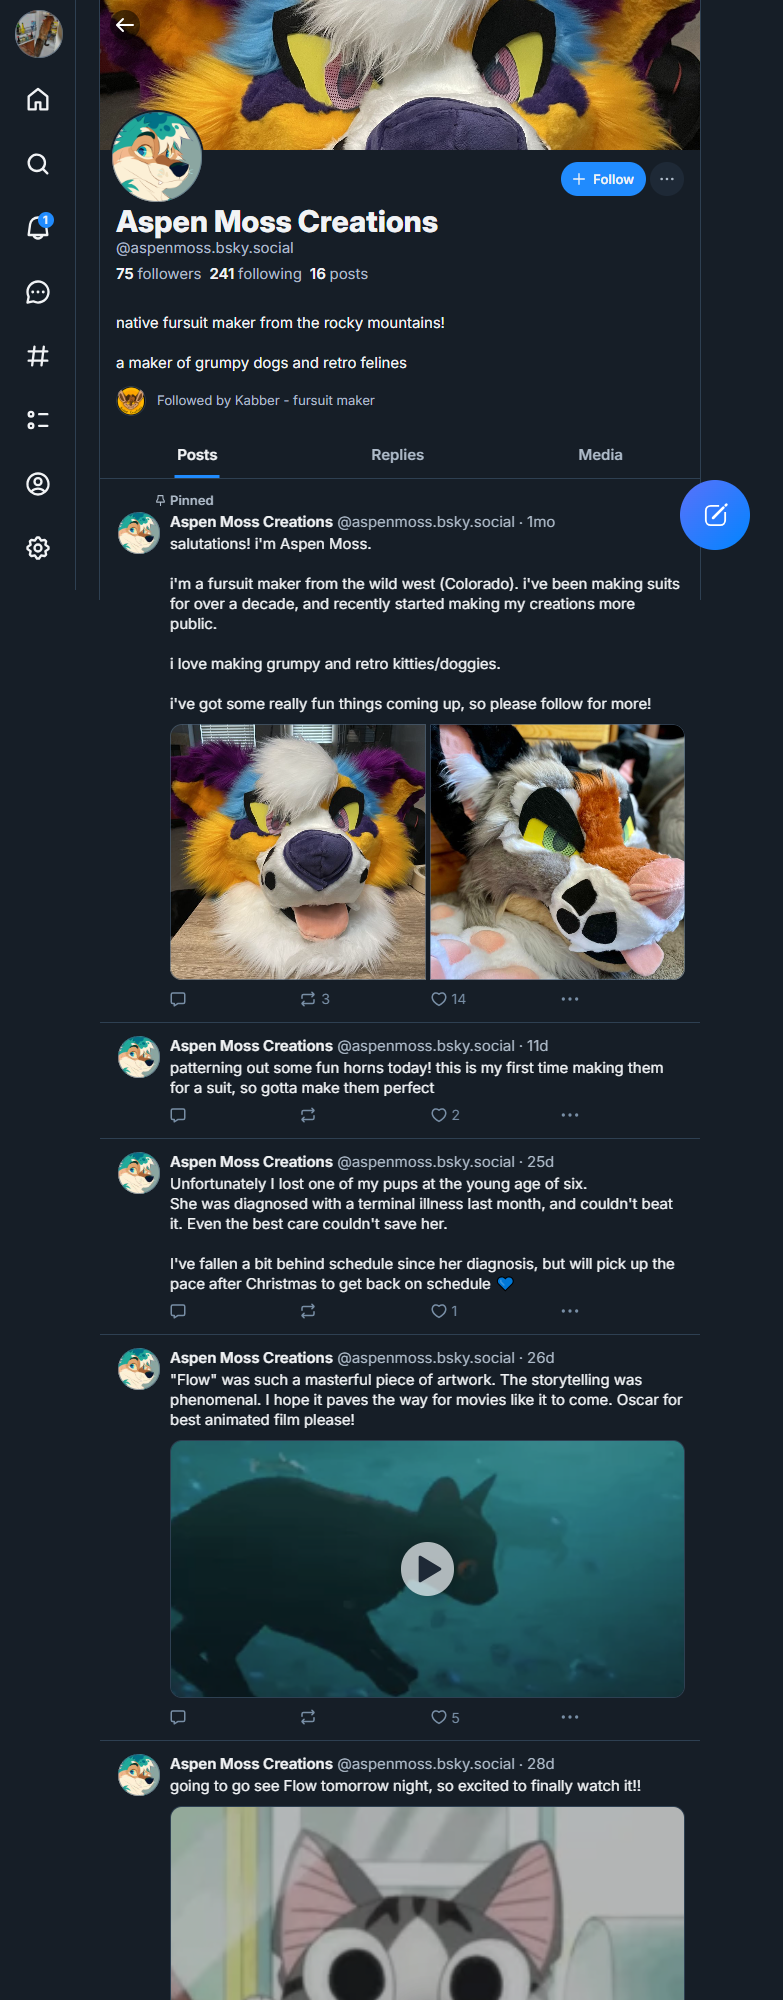 1
+ Follow
Aspen Moss Creations
@aspenmoss.bsky.social
75 followers 241 following 16 posts
native fursuit maker from the rocky mountains!
a maker of grumpy dogs and retro felines
Followed by Kabber - fursuit maker
Posts Replies Media
Pinned
Aspen Moss Creations @aspenmoss.bsky.social · 1mo
salutations! i'm Aspen Moss.
i'm a fursuit maker from the wild west (Colorado). i've been making suits
for over a decade, and recently started making my creations more
public.
i love making grumpy and retro kitties/doggies.
i've got some really fun things coming up, so please follow for more!
3 14
Aspen Moss Creations @aspenmoss.bsky.social · 11d
patterning out some fun horns today! this is my first time making them
for a suit, so gotta make them perfect
2
Aspen Moss Creations @aspenmoss.bsky.social · 25d
Unfortunately I lost one of my pups at the young age of six.
She was diagnosed with a terminal illness last month, and couldn't beat
it. Even the best care couldn't save her.
I've fallen a bit behind schedule since her diagnosis, but will pick up the
pace after Christmas to get back on schedule 💙
1
Aspen Moss Creations @aspenmoss.bsky.social · 26d
"Flow" was such a masterful piece of artwork. The storytelling was
phenomenal. I hope it paves the way for movies like it to come. Oscar for
best animated film please!
5
Aspen Moss Creations @aspenmoss.bsky.social · 28d
going to go see Flow tomorrow night, so excited to finally watch it!!